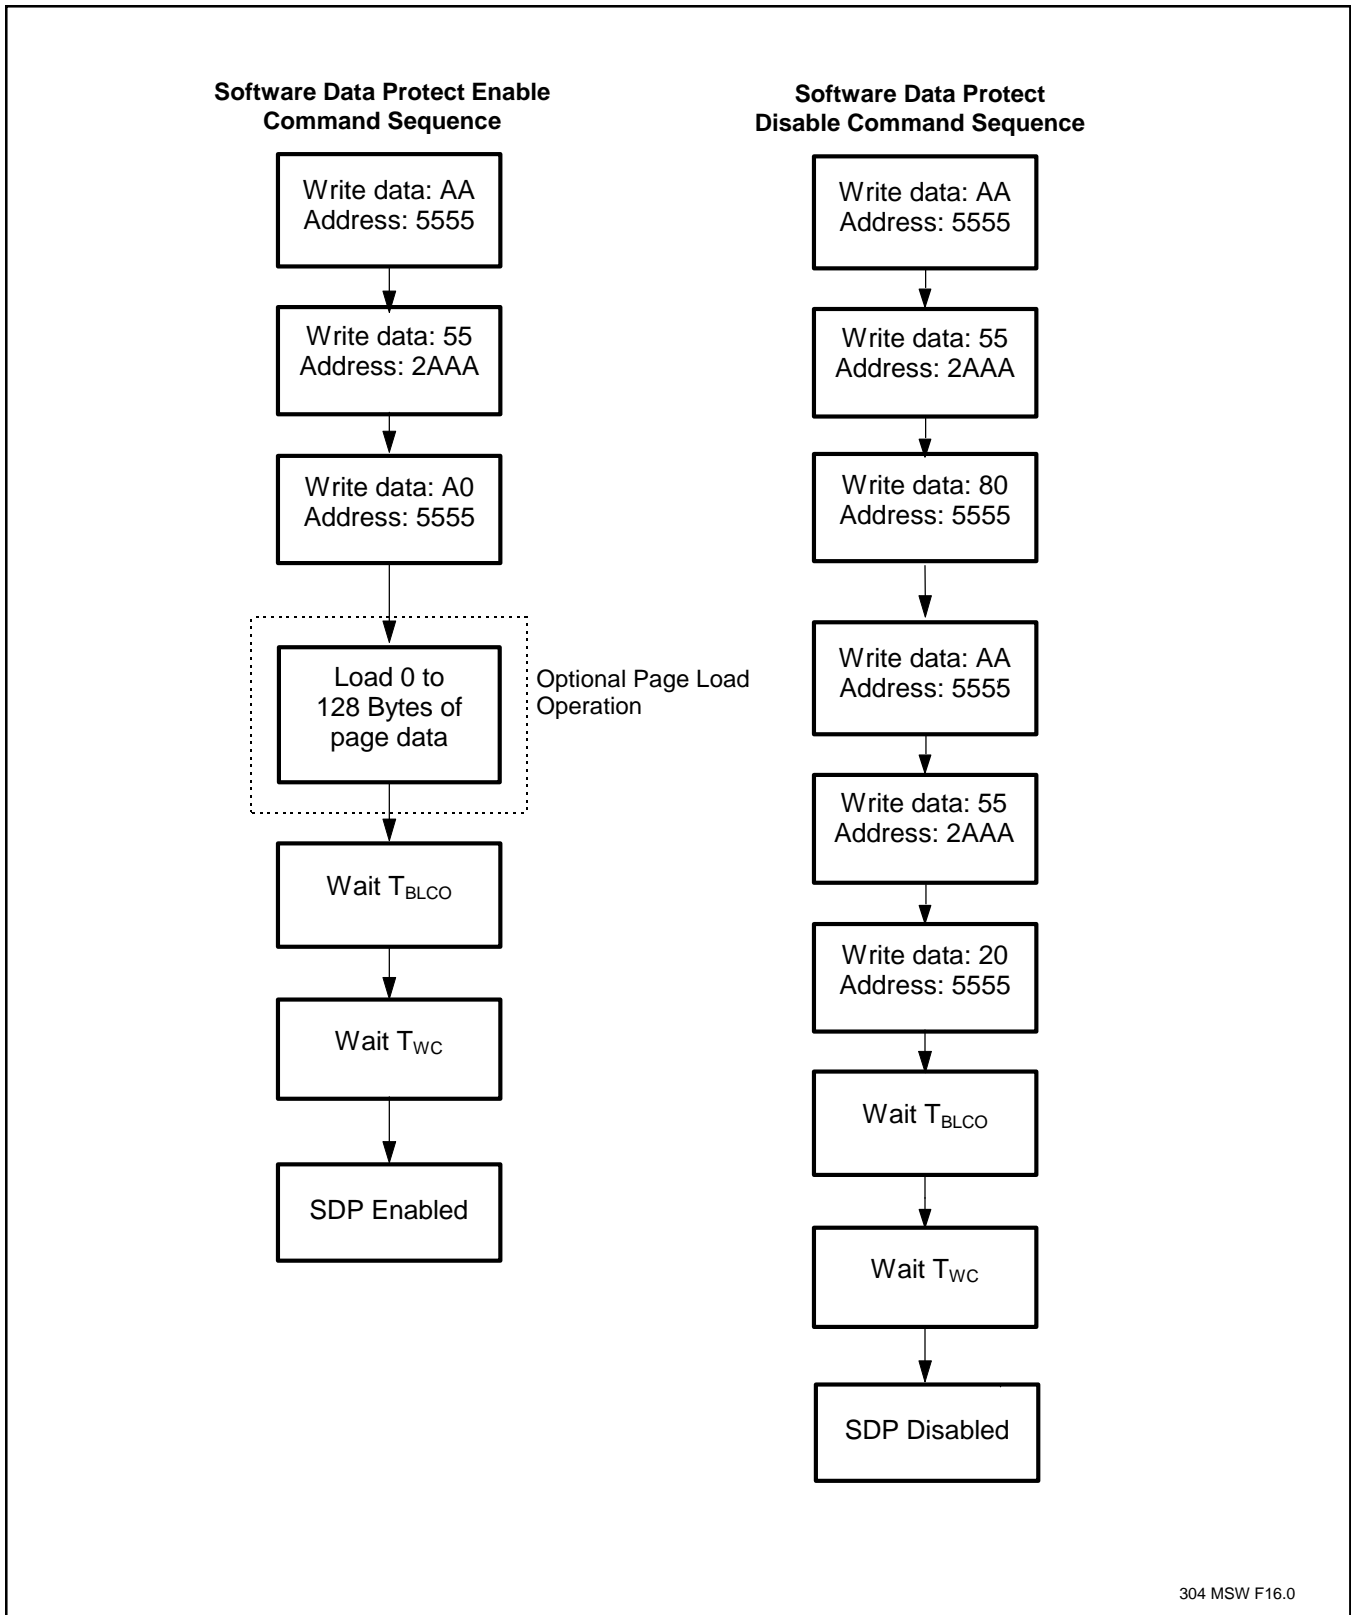 Software Data Protect Enable
Command Sequence
Write data: AA
Address: 5555
Write data: 55
Address: 2AAA
Write data: A0
Address: 5555
Load 0 to
128 Bytes of
page data
Optional Page Load
Operation
Wait TBLCO
Wait TWC
SDP Enabled
Software Data Protect
Disable Command Sequence
Write data: AA
Address: 5555
Write data: 55
Address: 2AAA
Write data: 80
Address: 5555
Write data: AA
Address: 5555
Write data: 55
Address: 2AAA
Write data: 20
Address: 5555
Wait TBLCO
Wait TWC
SDP Disabled
304 MSW F16.0